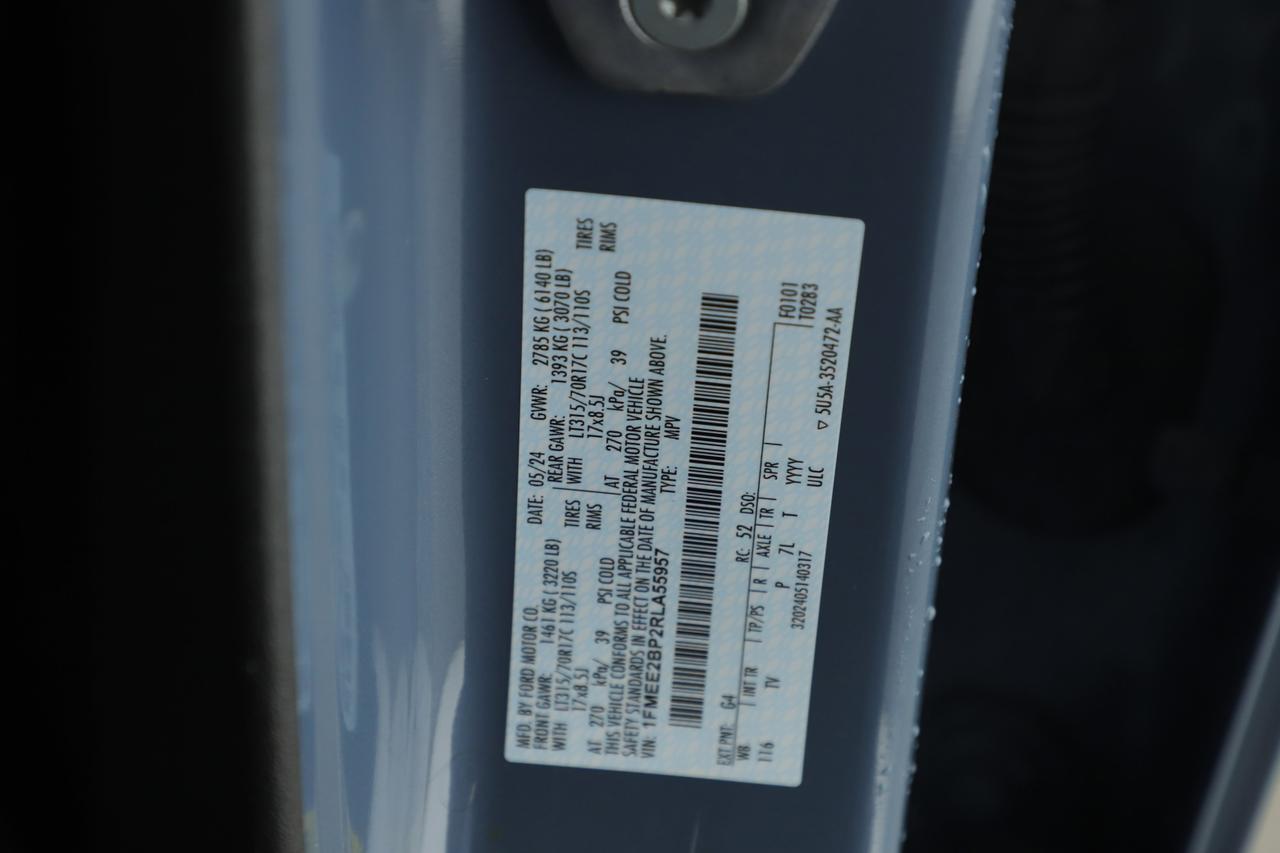 MFD. BY FORD MOTOR CO. DATE: 05/24 GVWR: 2785 KG ( 6140 LB)
FRONT GAWR: 1461 KG ( 3220 LB) REAR GAWR: 1393 KG ( 3070 LB)
WITH LT315/70R17C 113/110S TIRES WITH LT315/70R17C 113/110S TIRES
17x8.5J RIMS 17x8.5J RIMS
AT 270 kPa/ 39 PSI COLD AT 270 kPa/ 39 PSI COLD
THIS VEHICLE CONFORMS TO ALL APPLICABLE FEDERAL MOTOR VEHICLE
SAFETY STANDARDS IN EFFECT ON THE DATE OF MANUFACTURE SHOWN ABOVE.
VIN: 1FMEE2BP2RLA55957 TYPE: MPV
EXT PNT: G4 RC: 52 DSO: F0101
WB INT TR TP/PS R AXLE TR SPR T0283
116 TV P 7L T YYYY
3202405140317 ULC 5U5A-3520472-AA